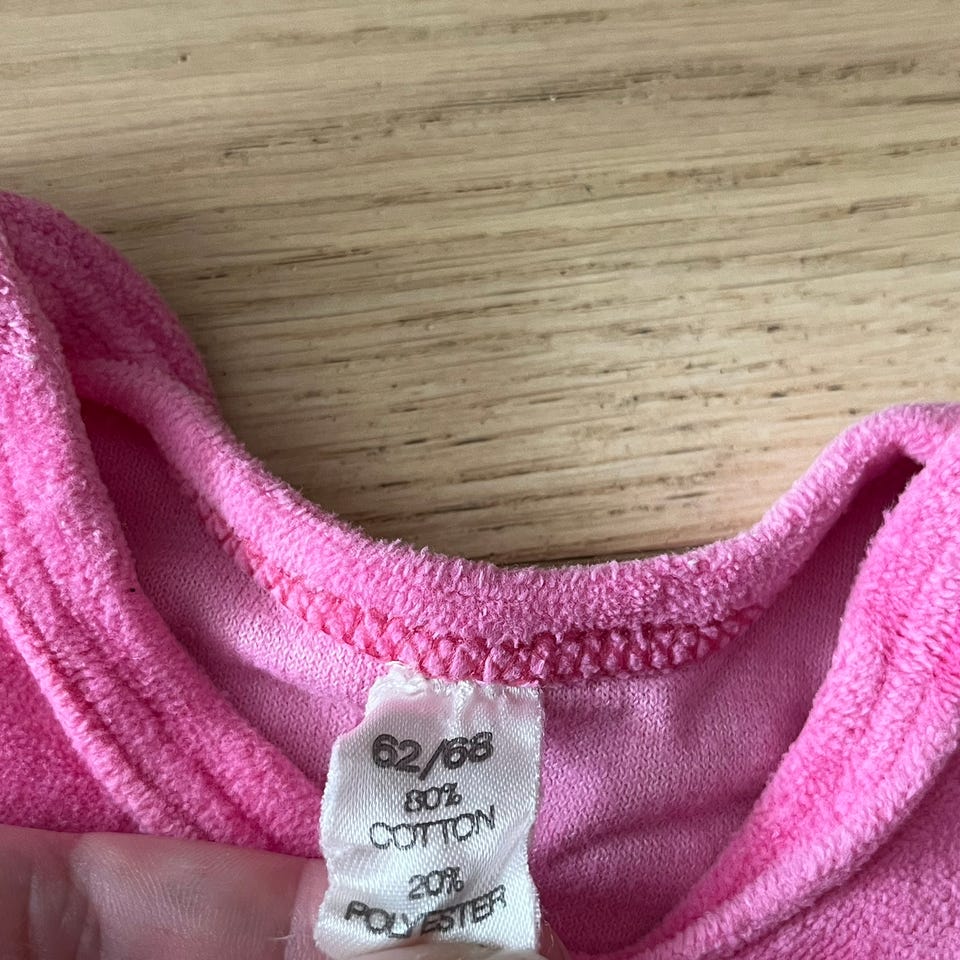 62/68
80%
COTTON
20%
POLYESTER